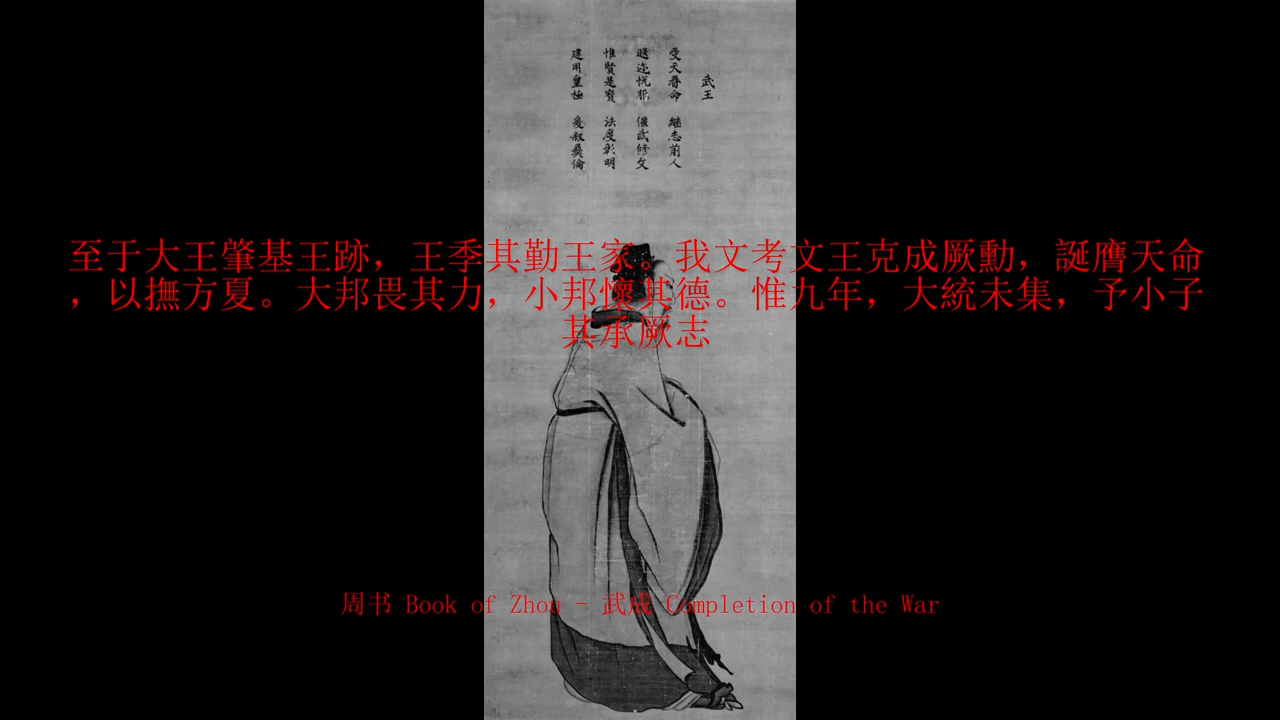 武王
受天眷命 繼志前人
遐迩恱服 偃武修文
惟賢是寶 法度彰明
建用皇極 爰叙彝倫
至于大王肇基王跡，王季其勤王家。我文考文王克成厥勳，誕膺天命
，以撫方夏。大邦畏其力，小邦懷其德。惟九年，大統未集，予小子
其承厥志
周书 Book of Zhou - 武成 Completion of the War